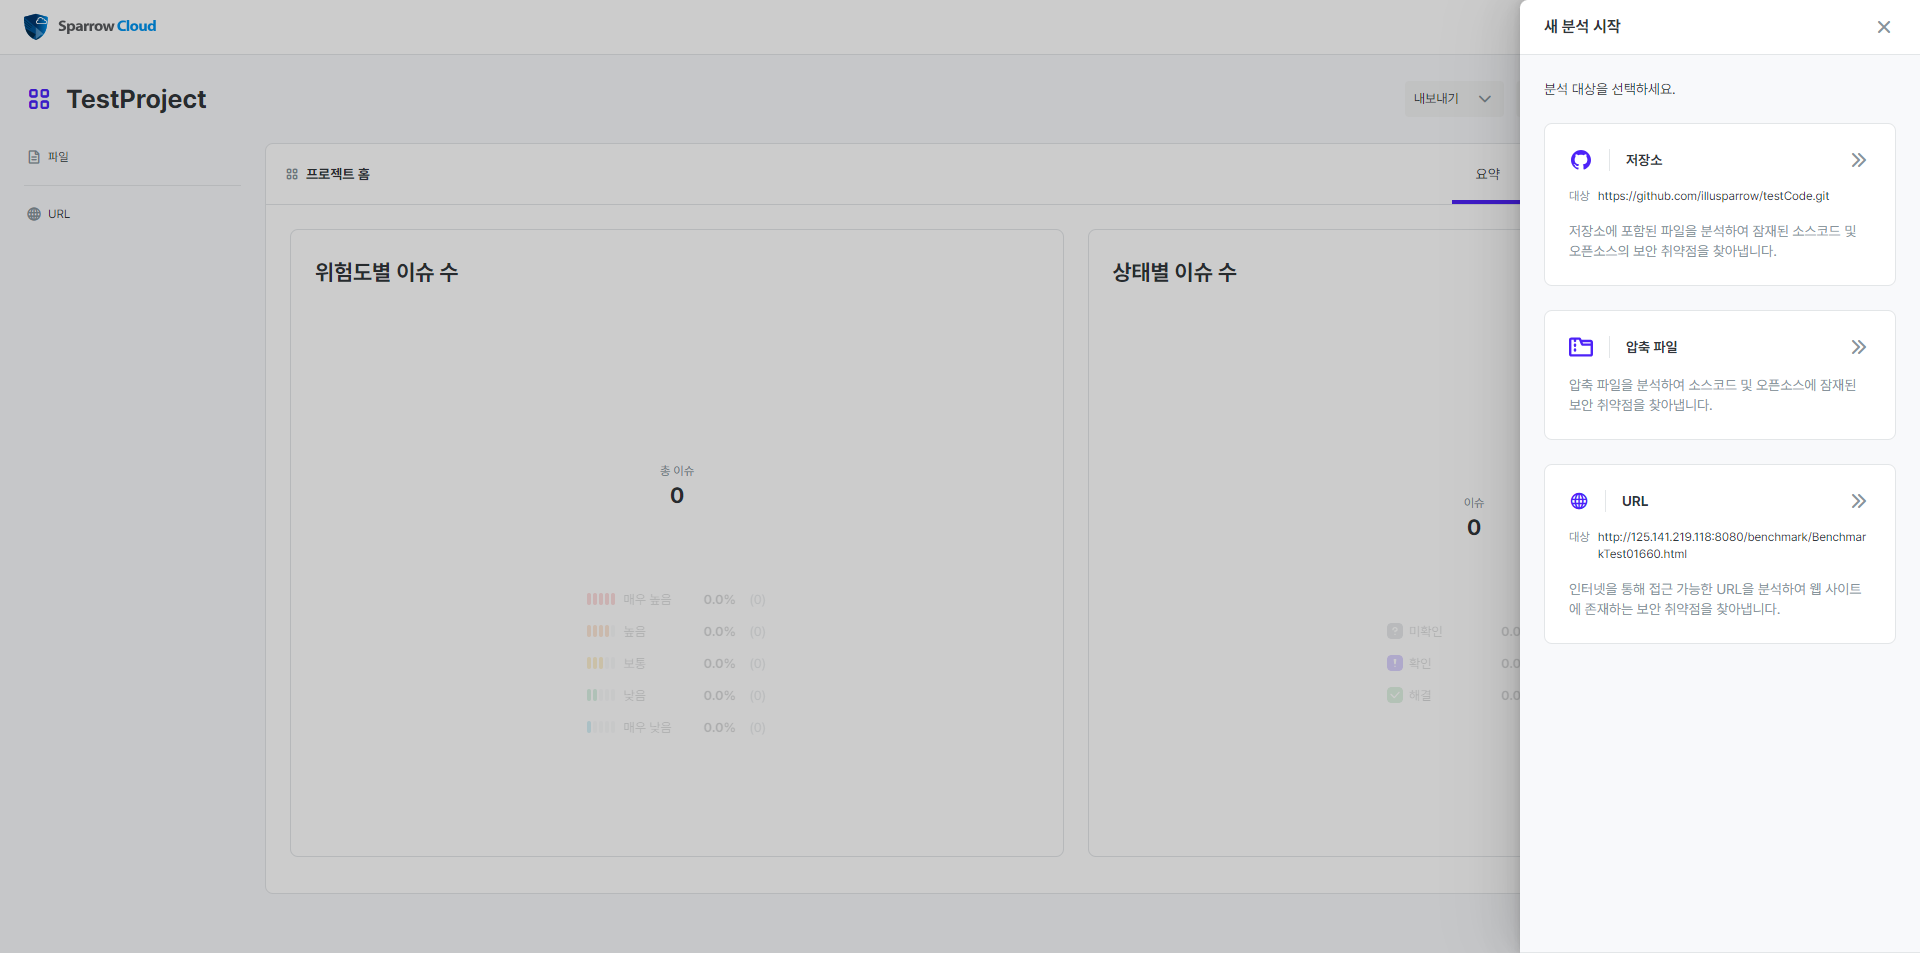 Sparrow Cloud
TestProject
내보내기
파일
URL
프로젝트 홈
요약
위험도별 이슈 수
총 이슈
0
매우 높음 0.0% (0)
높음 0.0% (0)
보통 0.0% (0)
낮음 0.0% (0)
매우 낮음 0.0% (0)
상태별 이슈 수
이슈
0
미확인 0.0
확인 0.0
해결 0.0
새 분석 시작
분석 대상을 선택하세요.
저장소
대상 https://github.com/illusparrow/testCode.git
저장소에 포함된 파일을 분석하여 잠재된 소스코드 및
오픈소스의 보안 취약점을 찾아냅니다.
압축 파일
압축 파일을 분석하여 소스코드 및 오픈소스에 잠재된
보안 취약점을 찾아냅니다.
URL
대상 http://125.141.219.118:8080/benchmark/Benchmar
kTest01660.html
인터넷을 통해 접근 가능한 URL을 분석하여 웹 사이트
에 존재하는 보안 취약점을 찾아냅니다.